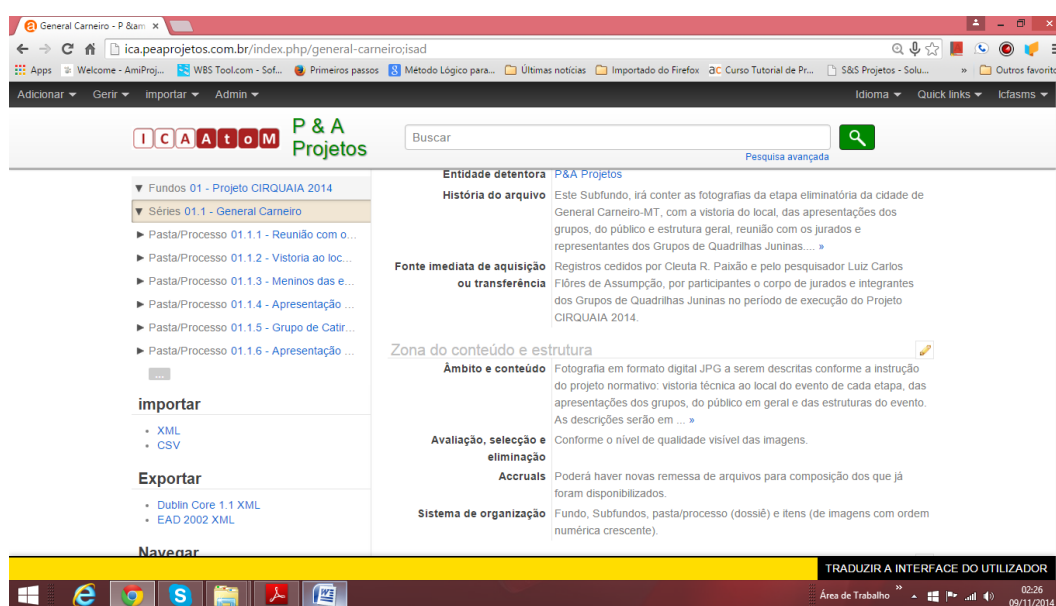 General Carneiro - P &am
ica.peaprojetos.com.br/index.php/general-carneiro;isad
Apps Welcome - AmiProj... WBS Tool.com - Sof... Primeiros passos Método Lógico para... Últimas notícias Importado do Firefox Curso Tutorial de Pr... S&S Projetos - Solu... » Outros favorito
Adicionar Gerir importar Admin Idioma Quick links lcfasms
ICAAtoM
P & A
Projetos
Buscar
Pesquisa avançada
Fundos 01 - Projeto CIRQUAIA 2014
Séries 01.1 - General Carneiro
Pasta/Processo 01.1.1 - Reunião com o...
Pasta/Processo 01.1.2 - Vistoria ao loc...
Pasta/Processo 01.1.3 - Meninos das e...
Pasta/Processo 01.1.4 - Apresentação ...
Pasta/Processo 01.1.5 - Grupo de Catir...
Pasta/Processo 01.1.6 - Apresentação ...
...
importar
XML
CSV
Exportar
Dublin Core 1.1 XML
EAD 2002 XML
Navegar
Entidade detentora P&A Projetos
História do arquivo Este Subfundo, irá conter as fotografias da etapa eliminatória da cidade de
General Carneiro-MT, com a vistoria do local, das apresentações dos
grupos, do público e estrutura geral, reunião com os jurados e
representantes dos Grupos de Quadrilhas Juninas.... »
Fonte imediata de aquisição Registros cedidos por Cleuta R. Paixão e pelo pesquisador Luiz Carlos
ou transferência Flôres de Assumpção, por participantes o corpo de jurados e integrantes
dos Grupos de Quadrilhas Juninas no período de execução do Projeto
CIRQUAIA 2014.
Zona do conteúdo e estrutura
Âmbito e conteúdo Fotografia em formato digital JPG a serem descritas conforme a instrução
do projeto normativo: vistoria técnica ao local do evento de cada etapa, das
apresentações dos grupos, do público em geral e das estruturas do evento.
As descrições serão em ... »
Avaliação, selecção e Conforme o nível de qualidade visível das imagens.
eliminação
Accruals Poderá haver novas remessa de arquivos para composição dos que já
foram disponibilizados.
Sistema de organização Fundo, Subfundos, pasta/processo (dossiê) e itens (de imagens com ordem
numérica crescente).
TRADUZIR A INTERFACE DO UTILIZADOR
Área de Trabalho » 02:26
09/11/2014